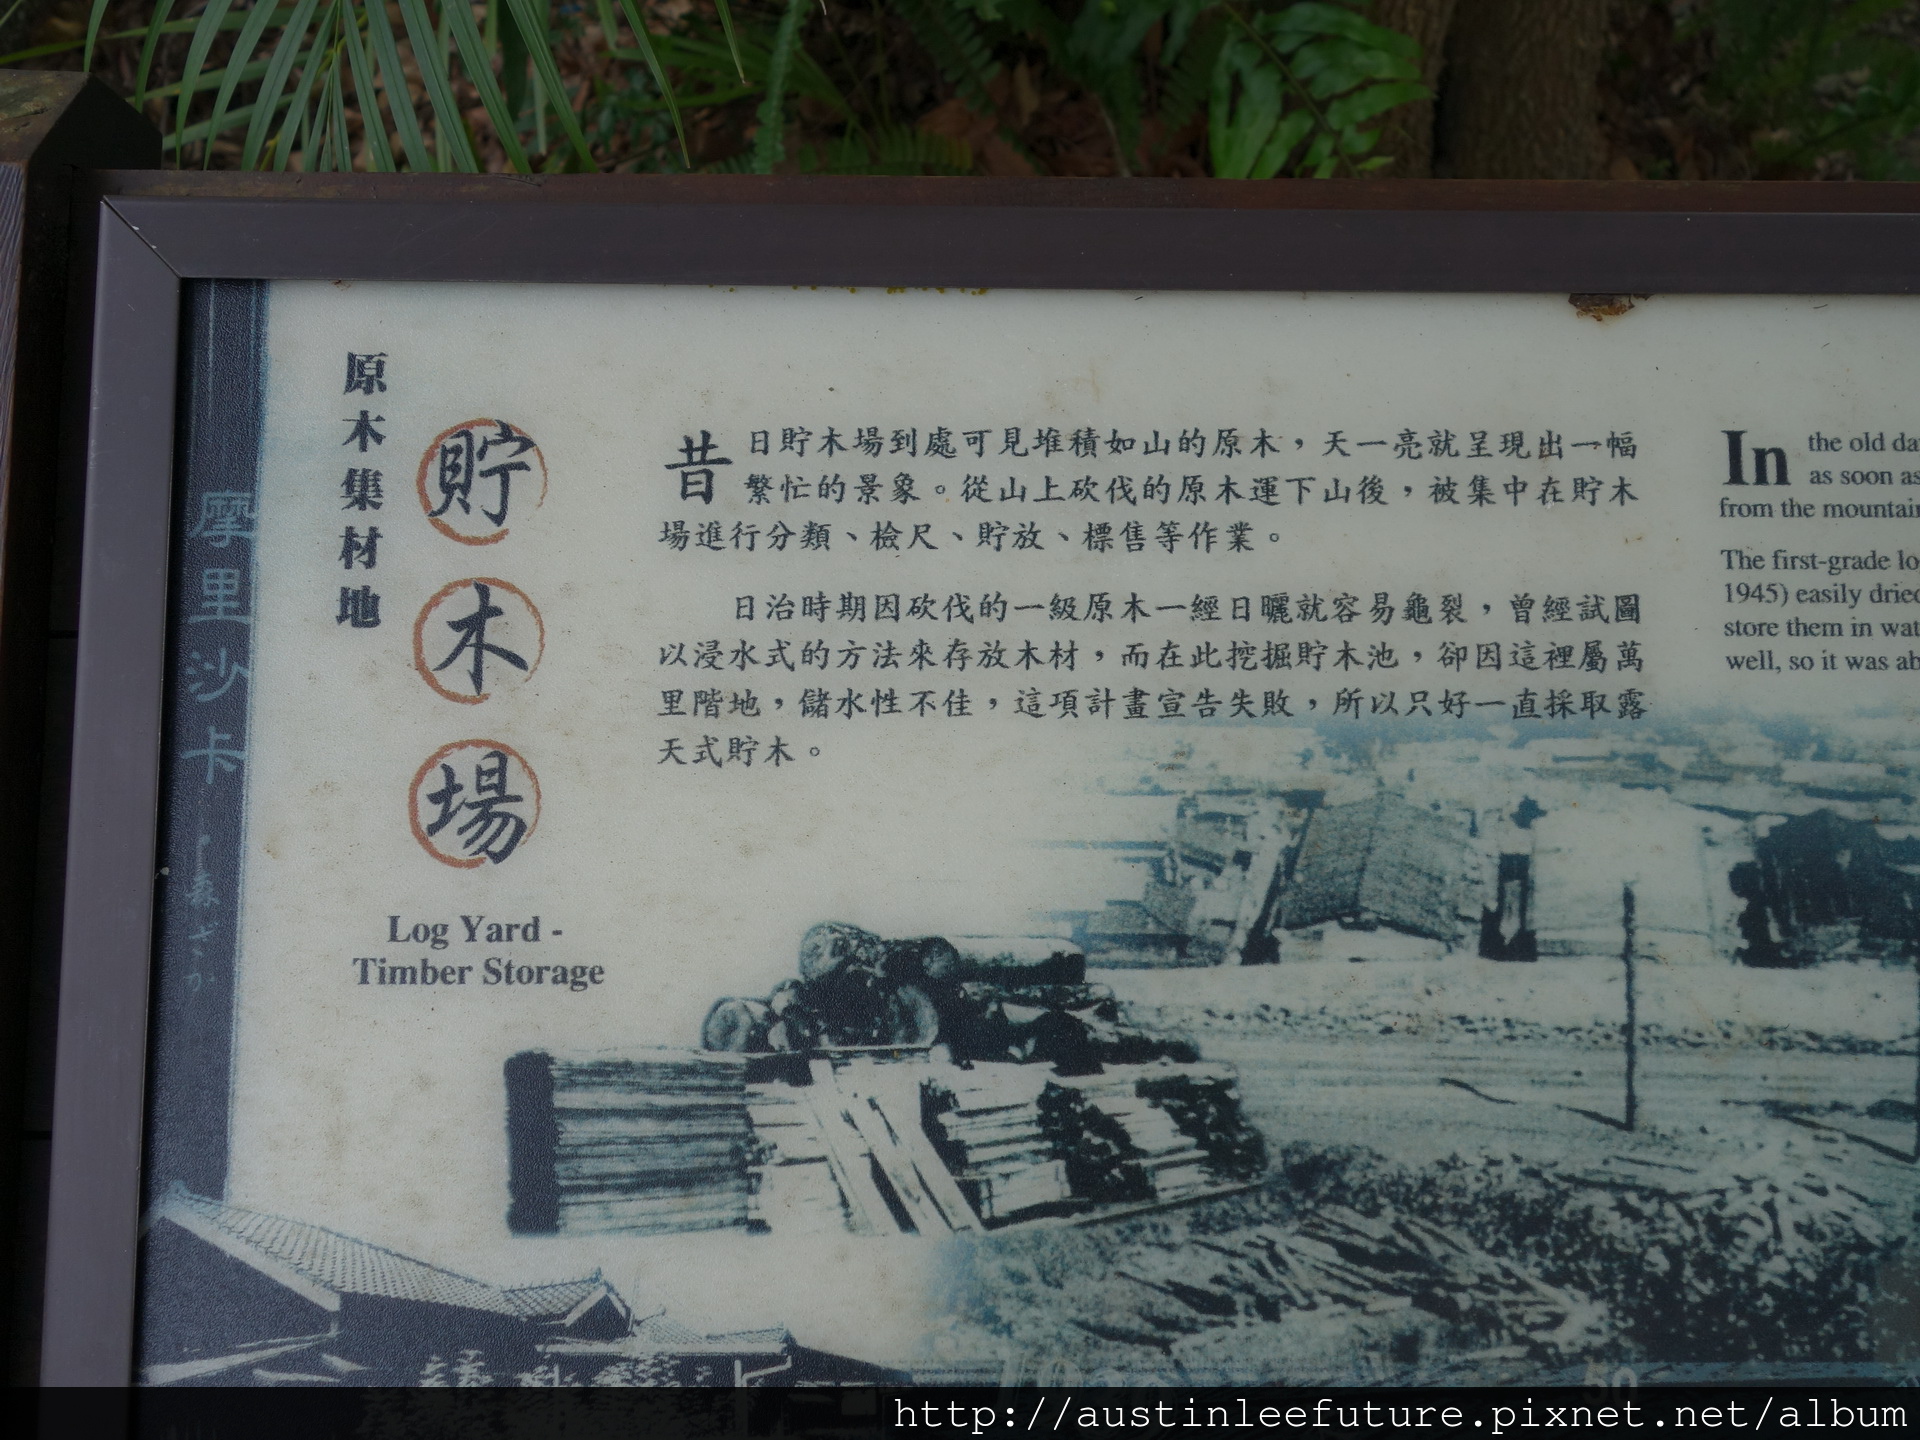 原木集材地
貯木場
Log Yard -
Timber Storage
摩里沙卡
昔日貯木場到處可見堆積如山的原木，天一亮就呈現出一幅
繁忙的景象。從山上砍伐的原木運下山後，被集中在貯木
場進行分類、檢尺、貯放、標售等作業。
日治時期因砍伐的一級原木一經日曬就容易龜裂，曾經試圖
以浸水式的方法來存放木材，而在此挖掘貯木池，卻因這裡屬萬
里階地，儲水性不佳，這項計畫宣告失敗，所以只好一直採取露
天式貯木。
In the old da
as soon as
from the mountain
The first-grade lo
1945) easily dried
store them in wat
well, so it was ab
50
http://austinleefuture.pixnet.net/album